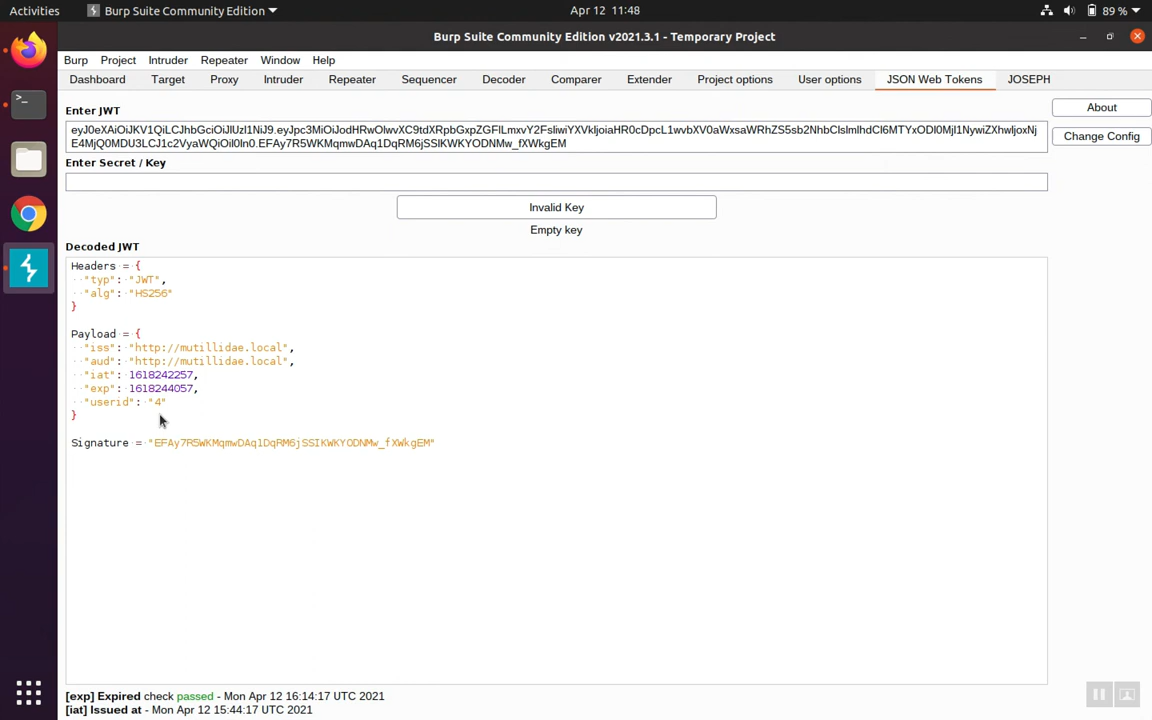 Activities Burp Suite Community Edition Apr 12 11:48 89 %
Burp Suite Community Edition v2021.3.1 - Temporary Project
Burp Project Intruder Repeater Window Help
Dashboard Target Proxy Intruder Repeater Sequencer Decoder Comparer Extender Project options User options JSON Web Tokens JOSEPH
Enter JWT
About
Change Config
Enter Secret / Key
Invalid Key
Empty key
Decoded JWT
Headers = {
"typ": "JWT",
"alg": "HS256"
}
Payload = {
"iss": "http://mutillidae.local",
"aud": "http://mutillidae.local",
"iat": 1618242257,
"exp": 1618244057,
"userid": "4"
}
Signature = "EFAy7R5WKMqmwDAq1DqRM6jSSIKWKYODNMw_fXWkgEM"
[exp] Expired check passed - Mon Apr 12 16:14:17 UTC 2021
[iat] Issued at - Mon Apr 12 15:44:17 UTC 2021